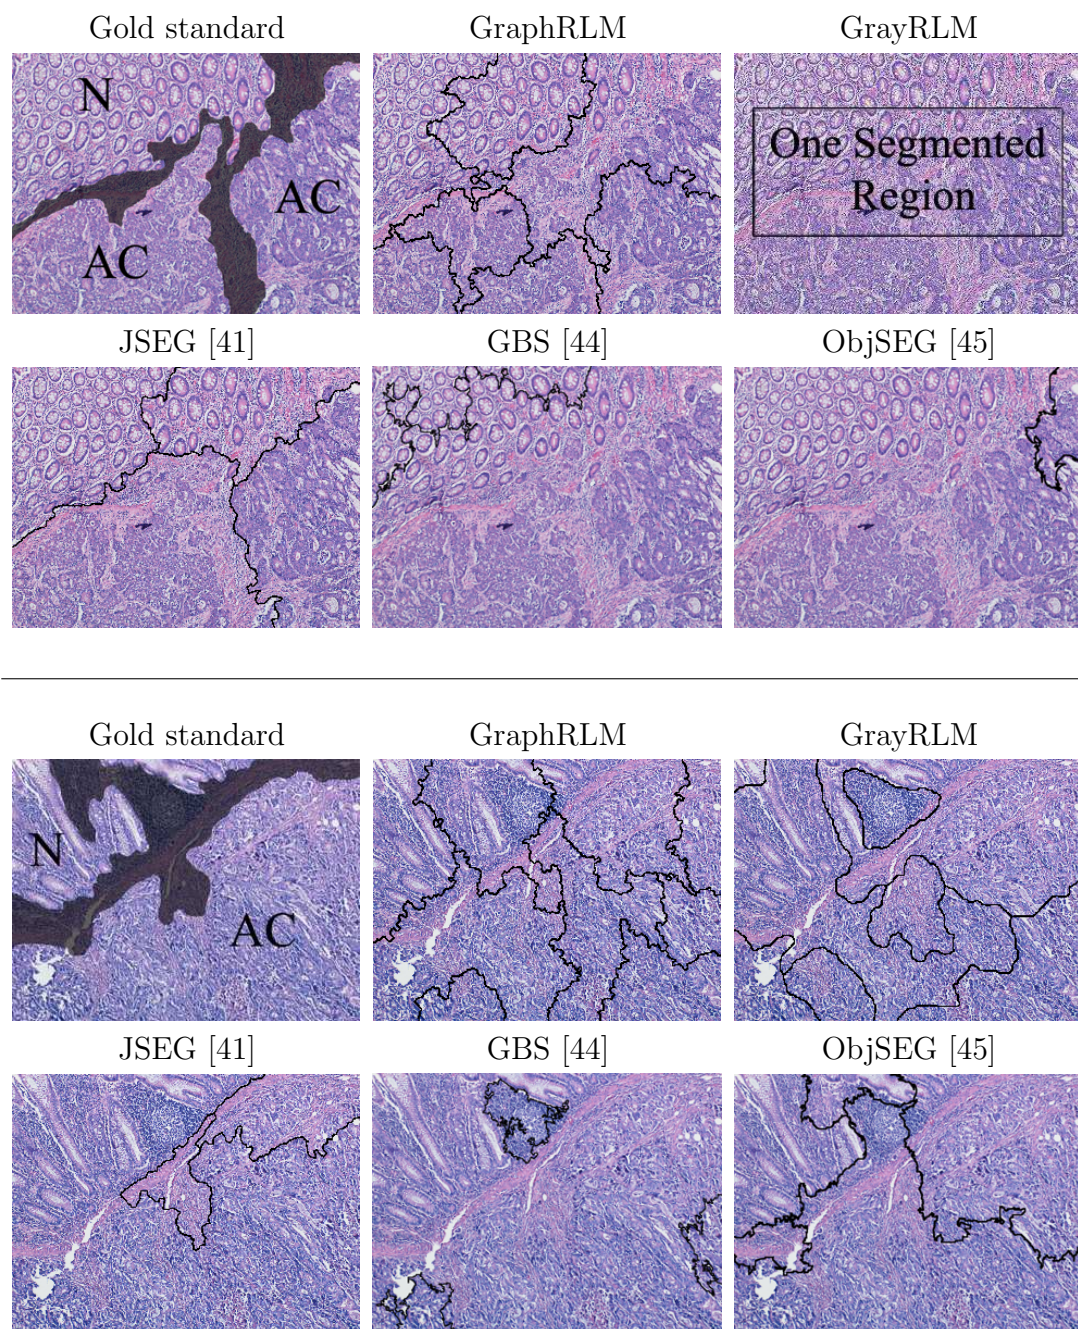 Gold standard
GraphRLM
GrayRLM
N
AC
AC
One Segmented
Region
JSEG [41]
GBS [44]
ObjSEG [45]
Gold standard
GraphRLM
GrayRLM
N
AC
JSEG [41]
GBS [44]
ObjSEG [45]